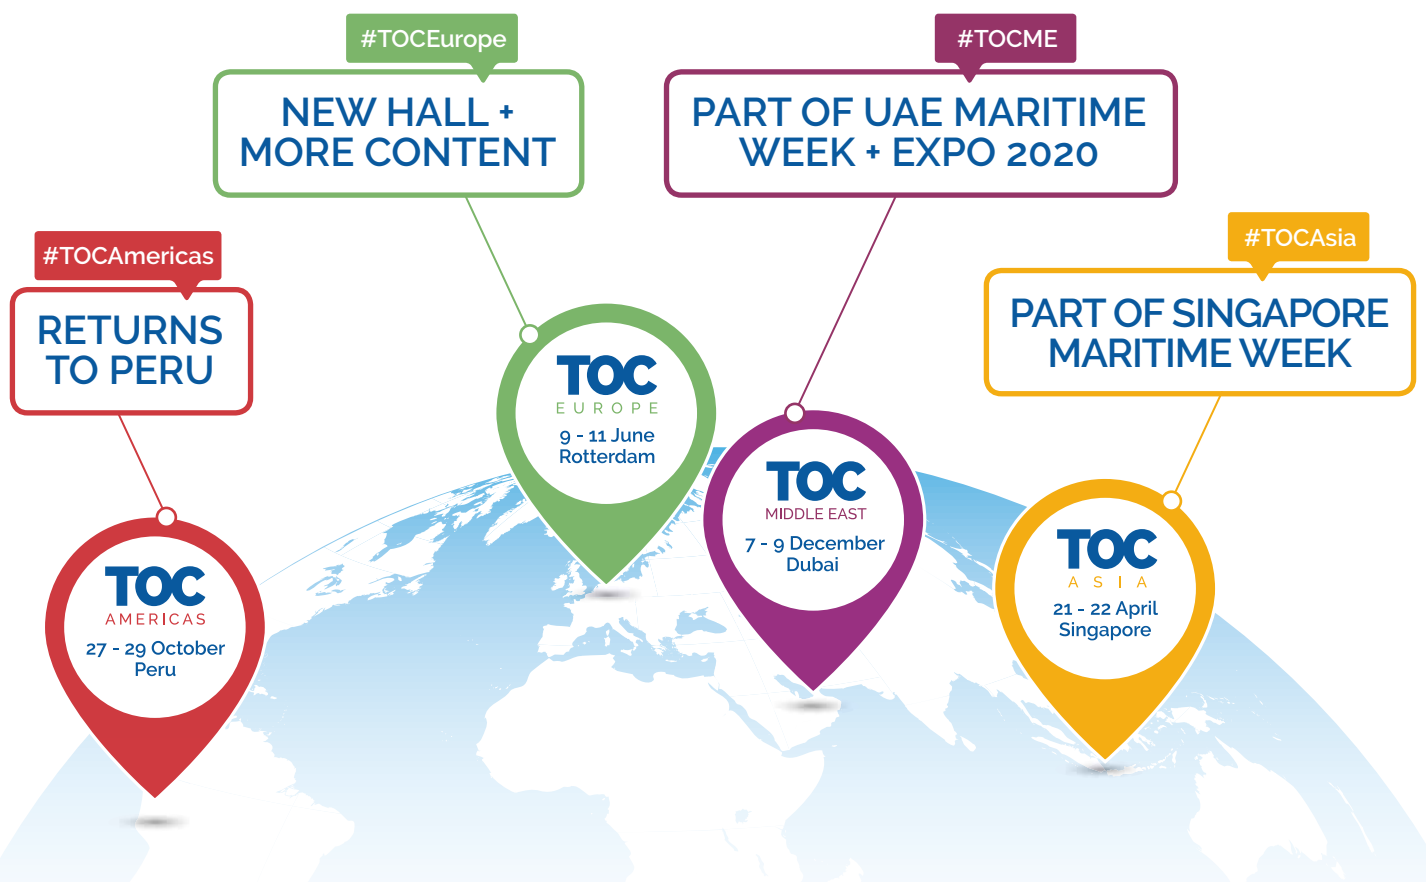 #TOCEurope
NEW HALL +
MORE CONTENT
#TOCME
PART OF UAE MARITIME
WEEK + EXPO 2020
#TOCAmericas
RETURNS
TO PERU
#TOCAsia
PART OF SINGAPORE
MARITIME WEEK
TOC
EUROPE
9 - 11 June
Rotterdam
TOC
MIDDLE EAST
7 - 9 December
Dubai
TOC
AMERICAS
27 - 29 October
Peru
TOC
ASIA
21 - 22 April
Singapore